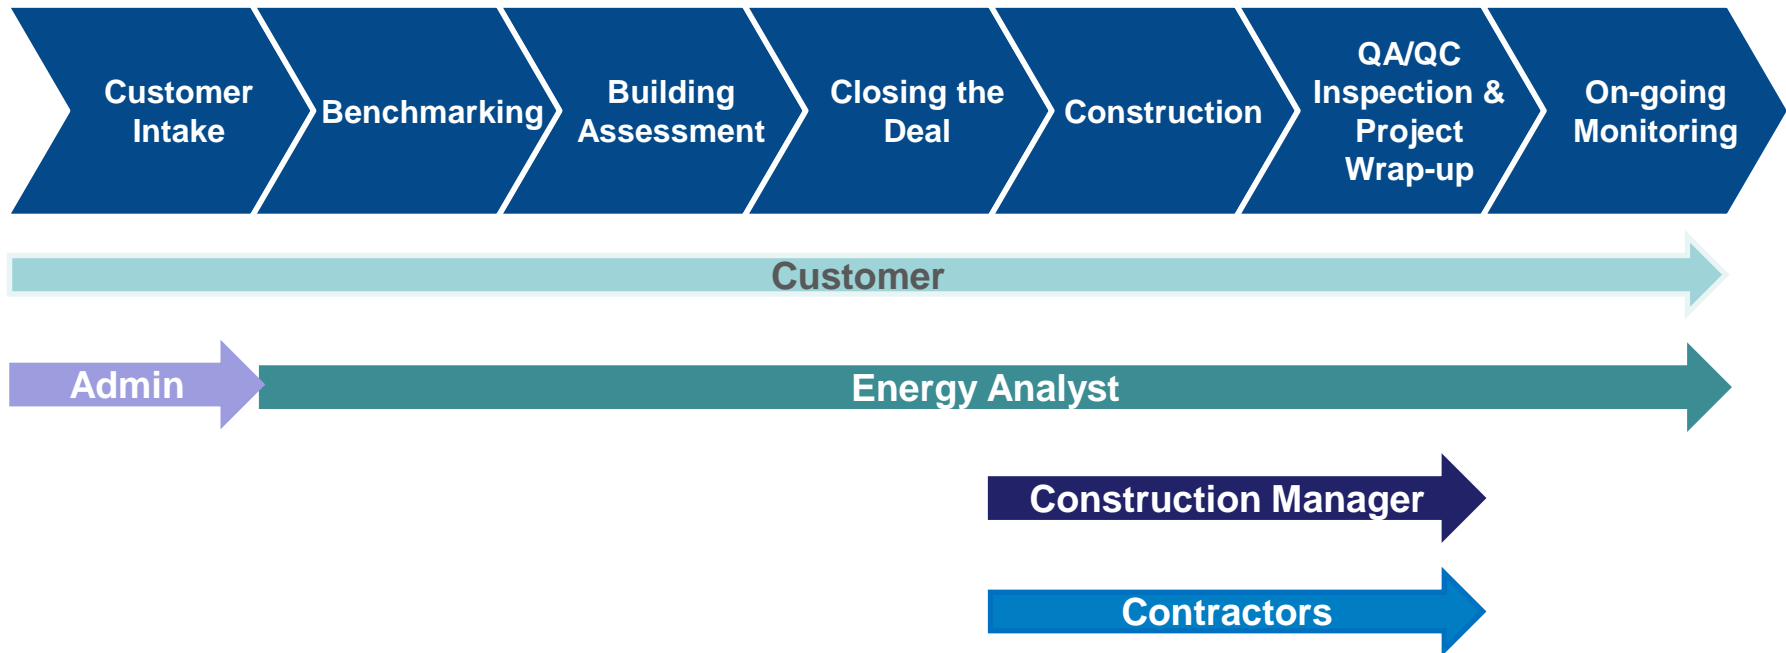 Customer
Intake
Benchmarking
Building
Assessment
Closing the
Deal
Construction
QA/QC
Inspection &
Project
Wrap-up
On-going
Monitoring
Customer
Admin
Energy Analyst
Construction Manager
Contractors